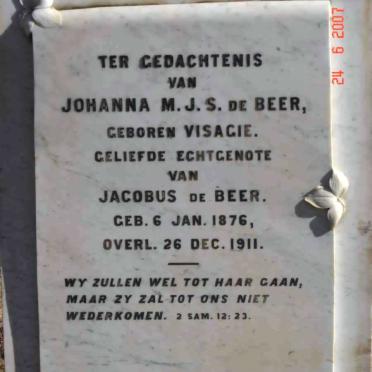 TER GEDACHTENIS
VAN
JOHANNA M.J.S. DE BEER,
GEBOREN VISAGIE.
GELIEFDE ECHTGENOTE
VAN
JACOBUS DE BEER.
GEB. 6 JAN. 1876,
OVERL. 26 DEC. 1911.
WY ZULLEN WEL TOT HAAR GAAN,
MAAR ZY ZAL TOT ONS NIET
WEDERKOMEN. 2 SAM. 12:23.
24 6 2007